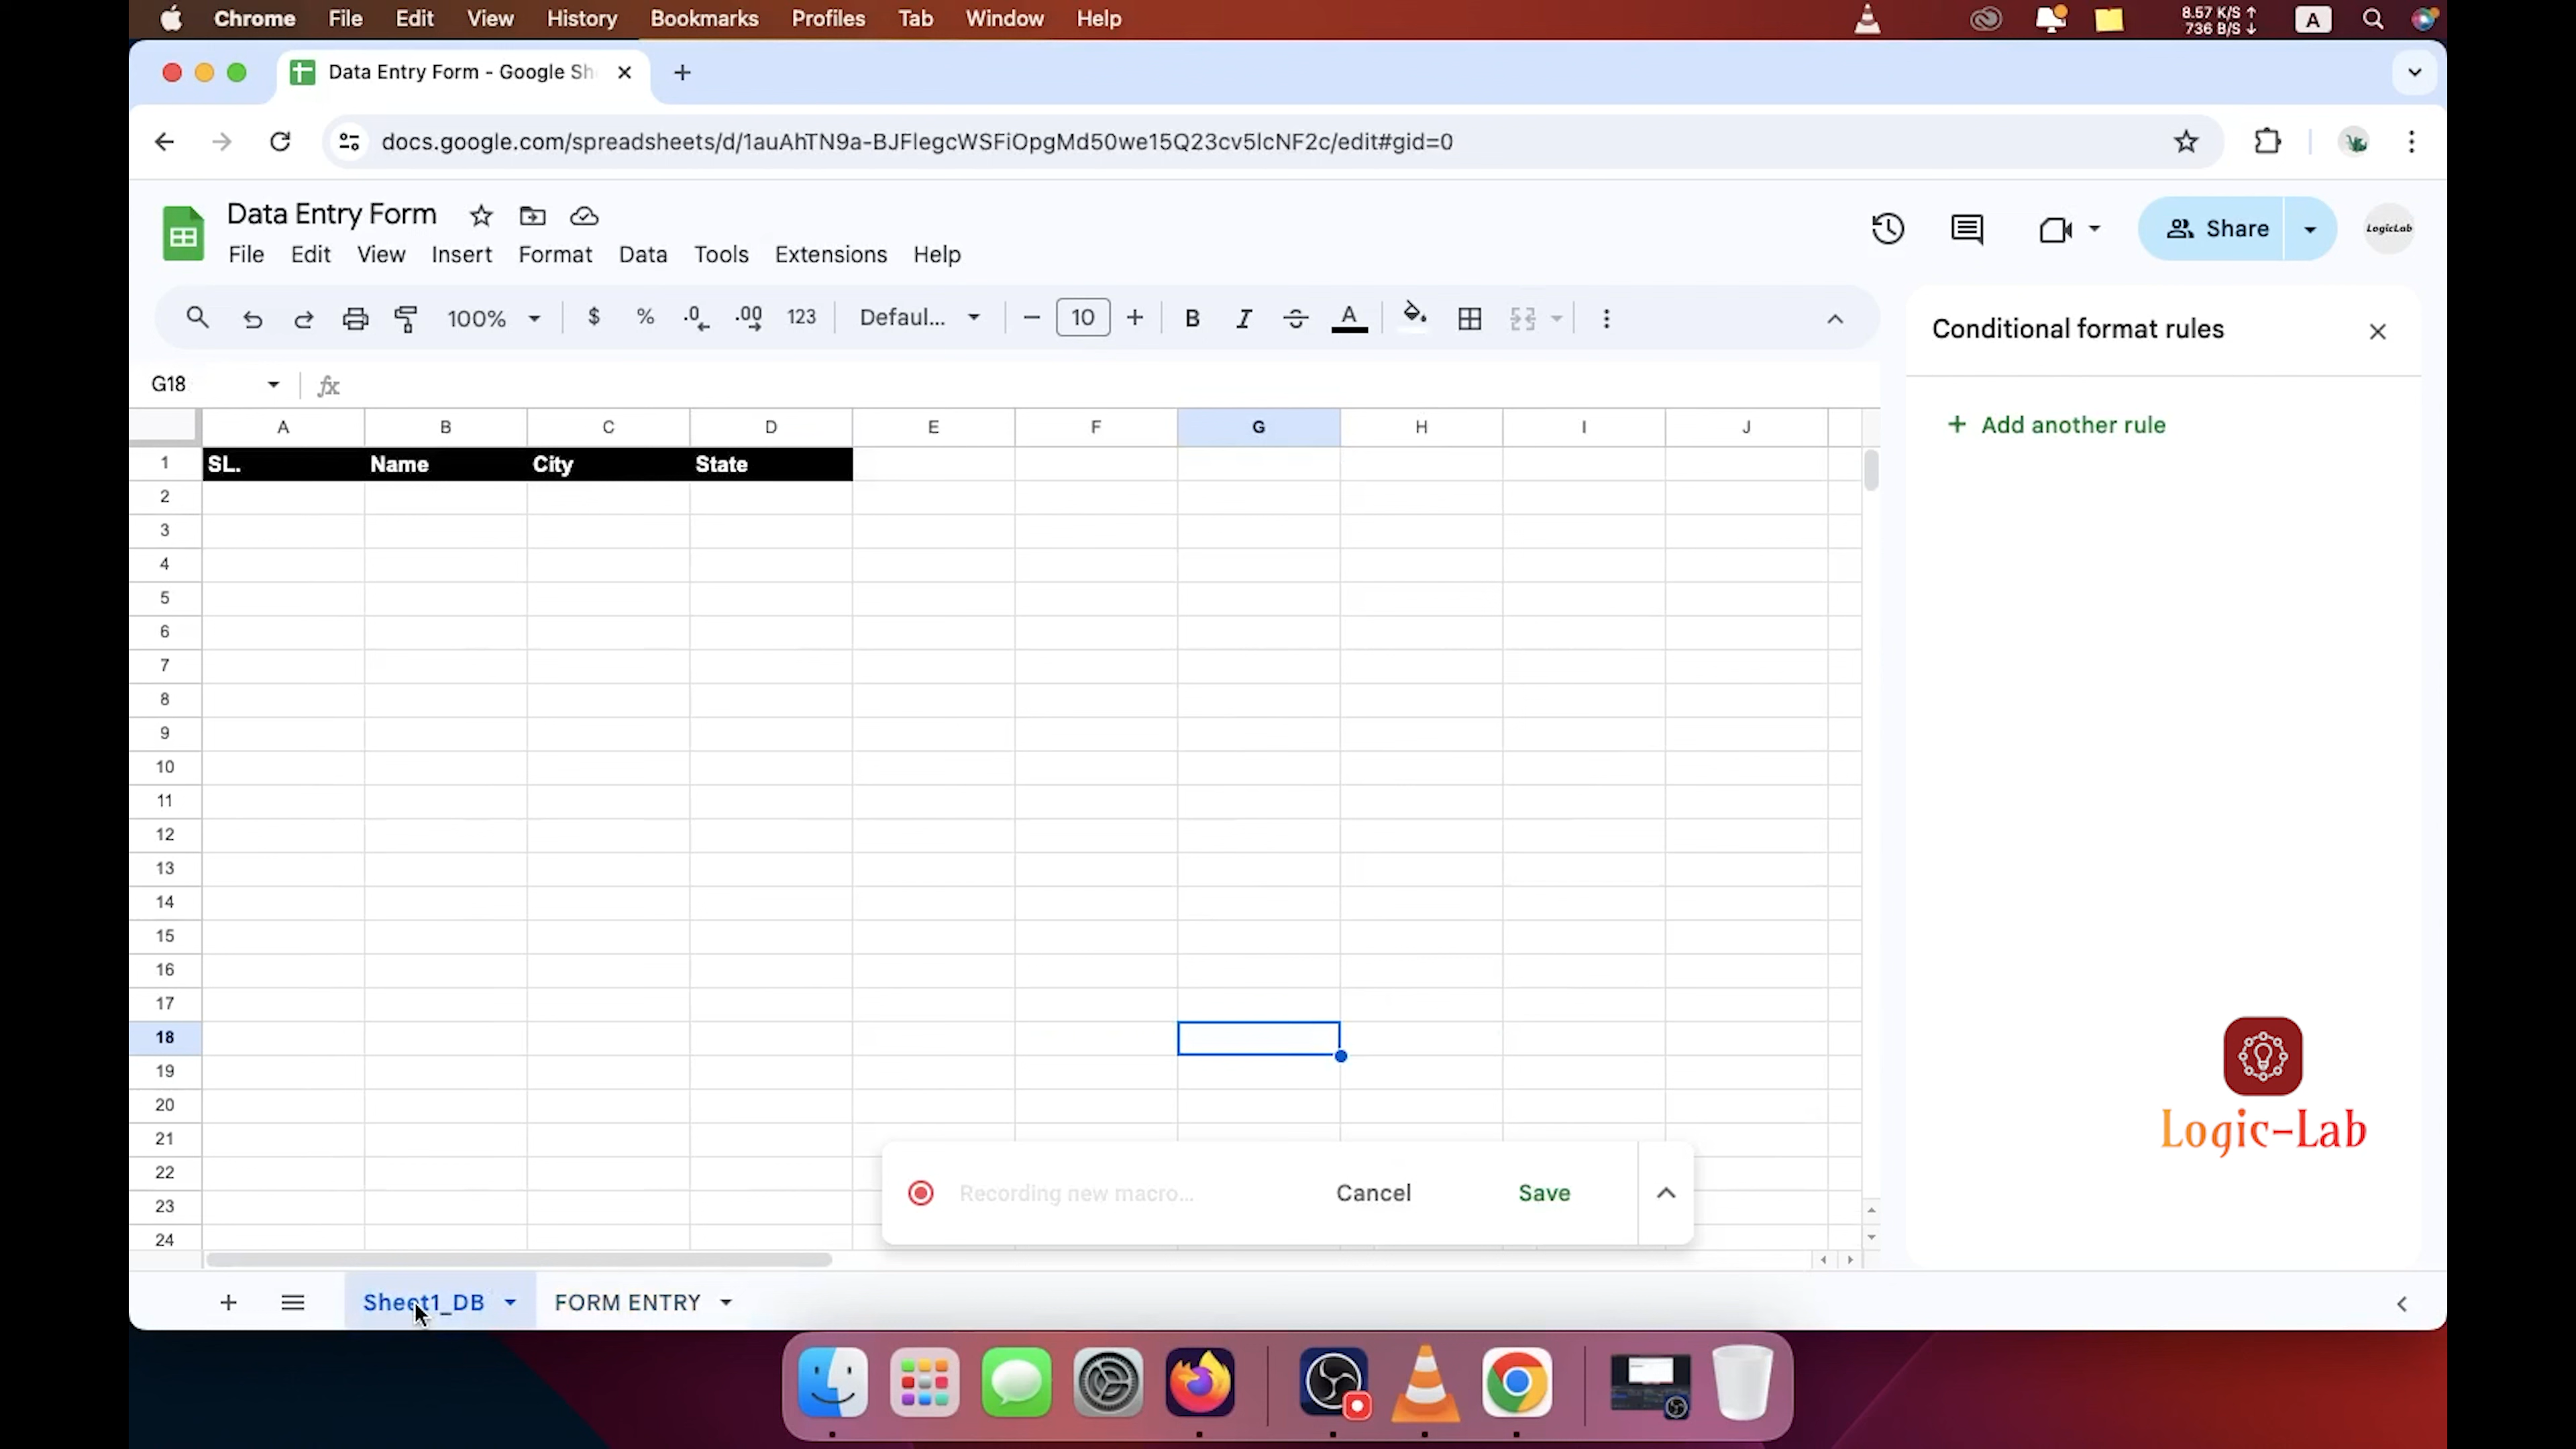 Chrome File Edit View History Bookmarks Profiles Tab Window Help
8.57 K/S ↑
736 B/S ↓
A
Data Entry Form - Google Sh
docs.google.com/spreadsheets/d/1auAhTN9a-BJFlegcWSFiOpgMd50we15Q23cv5lcNF2c/edit#gid=0
Data Entry Form
File Edit View Insert Format Data Tools Extensions Help
Share
LogicLab
100% $ % .0 .00 123 Defaul... − 10 + B I A
Conditional format rules
G18 fx
+ Add another rule
A B C D E F G H I J
1 SL. Name City State
2
3
4
5
6
7
8
9
10
11
12
13
14
15
16
17
18
19
20
21
22
23
24
Logic-Lab
Recording new macro... Cancel Save
Sheet1_DB FORM ENTRY